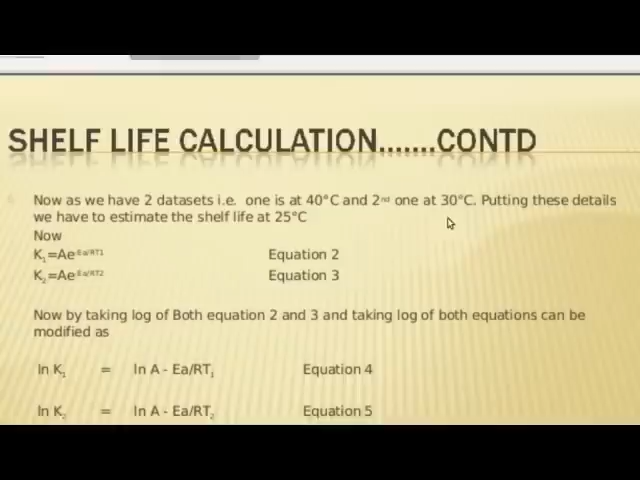 SHELF LIFE CALCULATION.......CONTD
Now as we have 2 datasets i.e. one is at 40°C and 2nd one at 30°C. Putting these details
we have to estimate the shelf life at 25°C
Now
K1=Ae-Ea/RT1 Equation 2
K2=Ae-Ea/RT2 Equation 3
Now by taking log of Both equation 2 and 3 and taking log of both equations can be
modified as
ln K1 = ln A - Ea/RT1 Equation 4
ln K2 = ln A - Ea/RT2 Equation 5